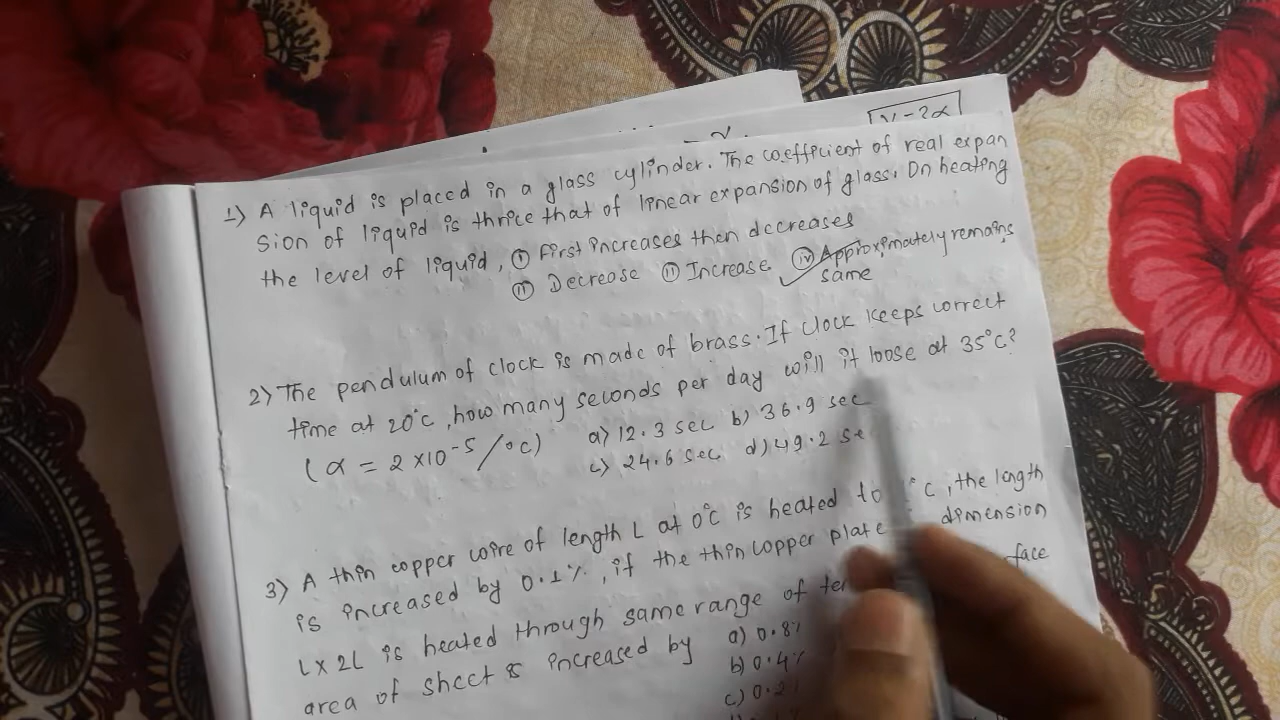 γ-2α
1) A liquid is placed in a glass cylinder. The coefficient of real expan
sion of liquid is thrice that of linear expansion of glass. On heating
the level of liquid, (i) First increases then decreases
(ii) Decrease (ii) Increase (iv) Approximately remains
same
2) The pendulum of clock is made of brass. If clock keeps correct
time at 20°c, how many seconds per day will it loose at 35°c?
(α = 2×10-5/°c) a) 12.3 sec b) 36.9 sec
c) 24.6 sec d) 49.2 se
3) A thin copper wire of length L at 0°c is heated to °c, the length
is increased by 0.1%, if the thin copper plate dimension
L×2L is heated through same range of face
area of sheet is increased by a) 0.8%
b) 0.4%
c) 0.2